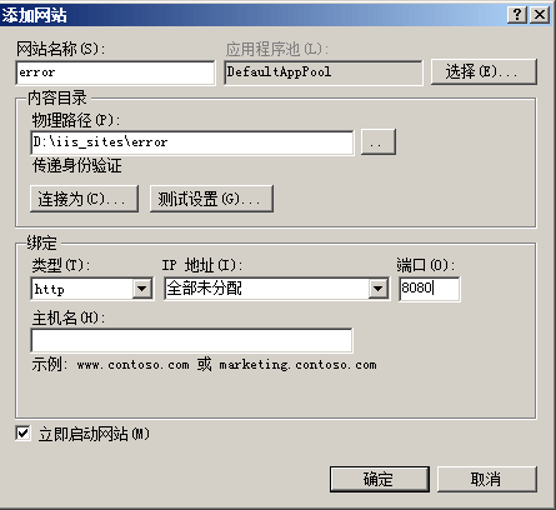 添加网站
网站名称(S):
应用程序池(L):
error
DefaultAppPool
选择(E)...
内容目录
物理路径(P):
D:\iis_sites\error
..
传递身份验证
连接为(C)...
测试设置(G)...
绑定
类型(T):
IP 地址(I):
端口(O):
http
全部未分配
8080
主机名(H):
示例: www.contoso.com 或 marketing.contoso.com
立即启动网站(M)
确定
取消